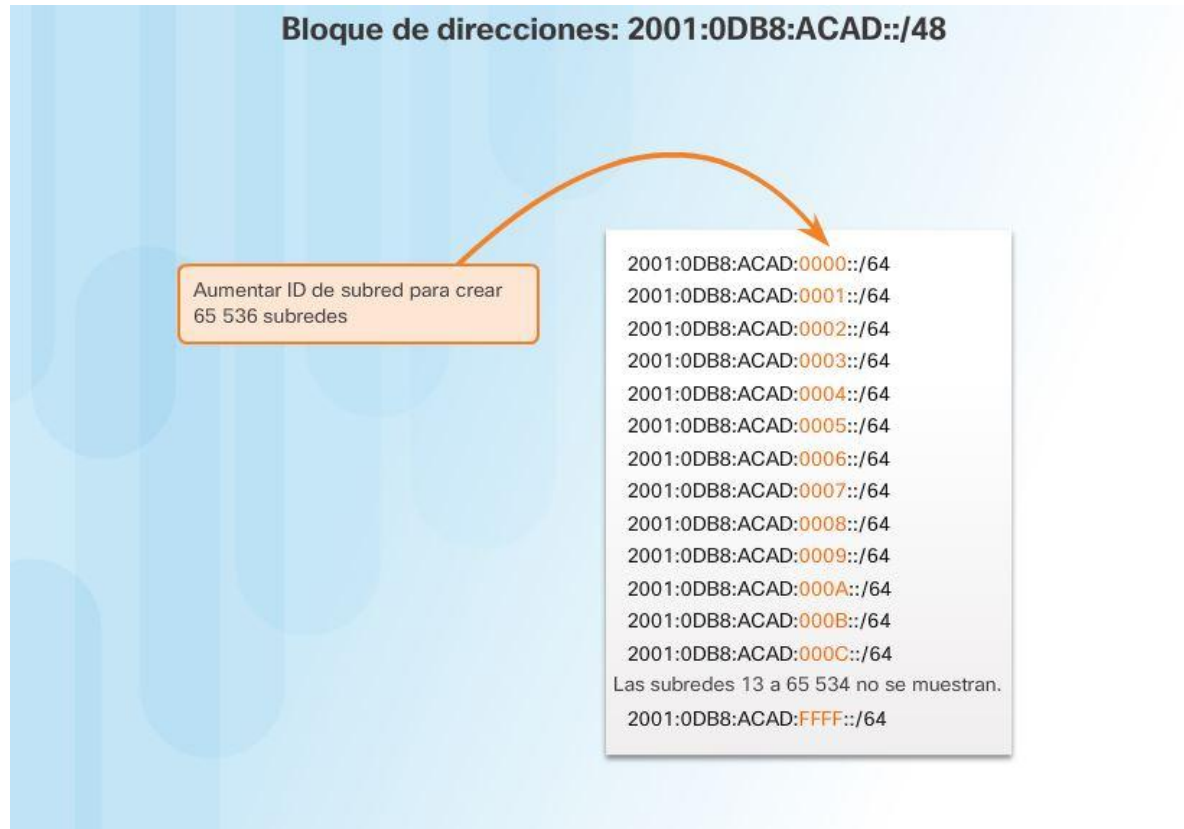 Bloque de direcciones: 2001:0DB8:ACAD::/48
Aumentar ID de subred para crear
65 536 subredes
2001:0DB8:ACAD:0000::/64
2001:0DB8:ACAD:0001::/64
2001:0DB8:ACAD:0002::/64
2001:0DB8:ACAD:0003::/64
2001:0DB8:ACAD:0004::/64
2001:0DB8:ACAD:0005::/64
2001:0DB8:ACAD:0006::/64
2001:0DB8:ACAD:0007::/64
2001:0DB8:ACAD:0008::/64
2001:0DB8:ACAD:0009::/64
2001:0DB8:ACAD:000A::/64
2001:0DB8:ACAD:000B::/64
2001:0DB8:ACAD:000C::/64
Las subredes 13 a 65 534 no se muestran.
2001:0DB8:ACAD:FFFF::/64